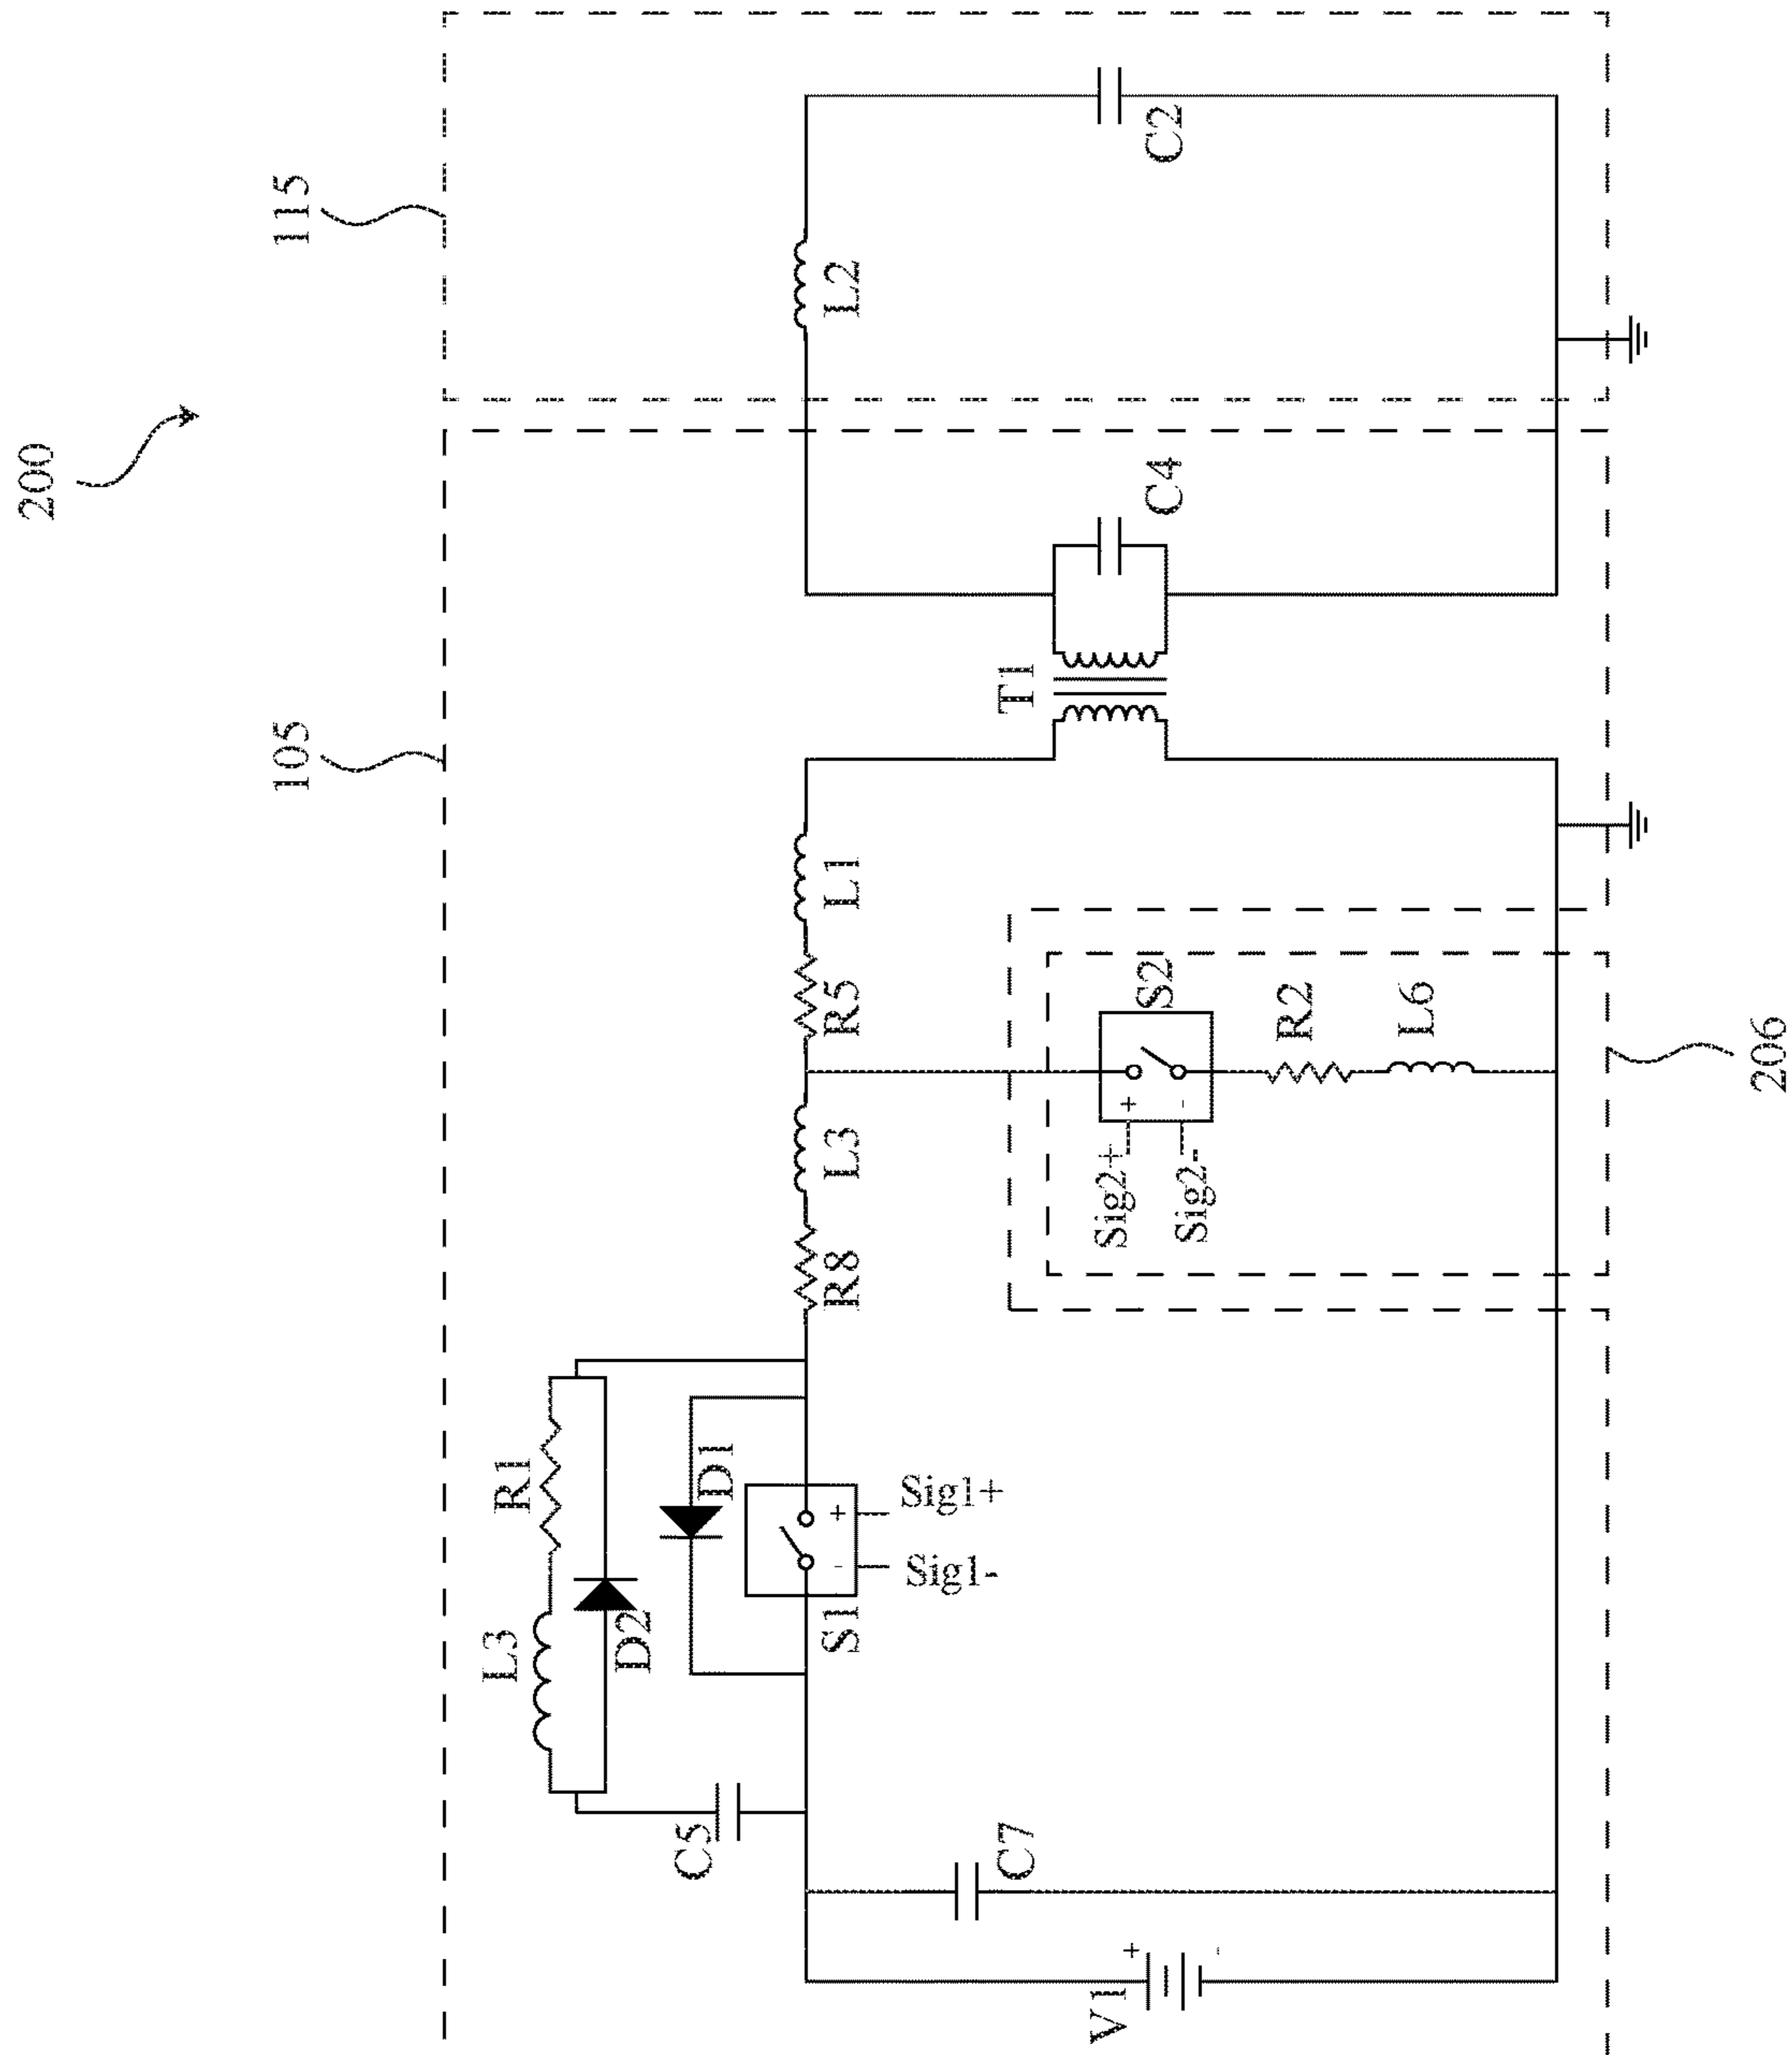 200
105
115
L3
R1
D2
D1
C5
S1
Sig1-
Sig1+
- +
R8
L3
R5
L1
L2
C7
V1
+
-
Sig2+
Sig2-
+
-
S2
R2
L6
T1
C4
C2
206